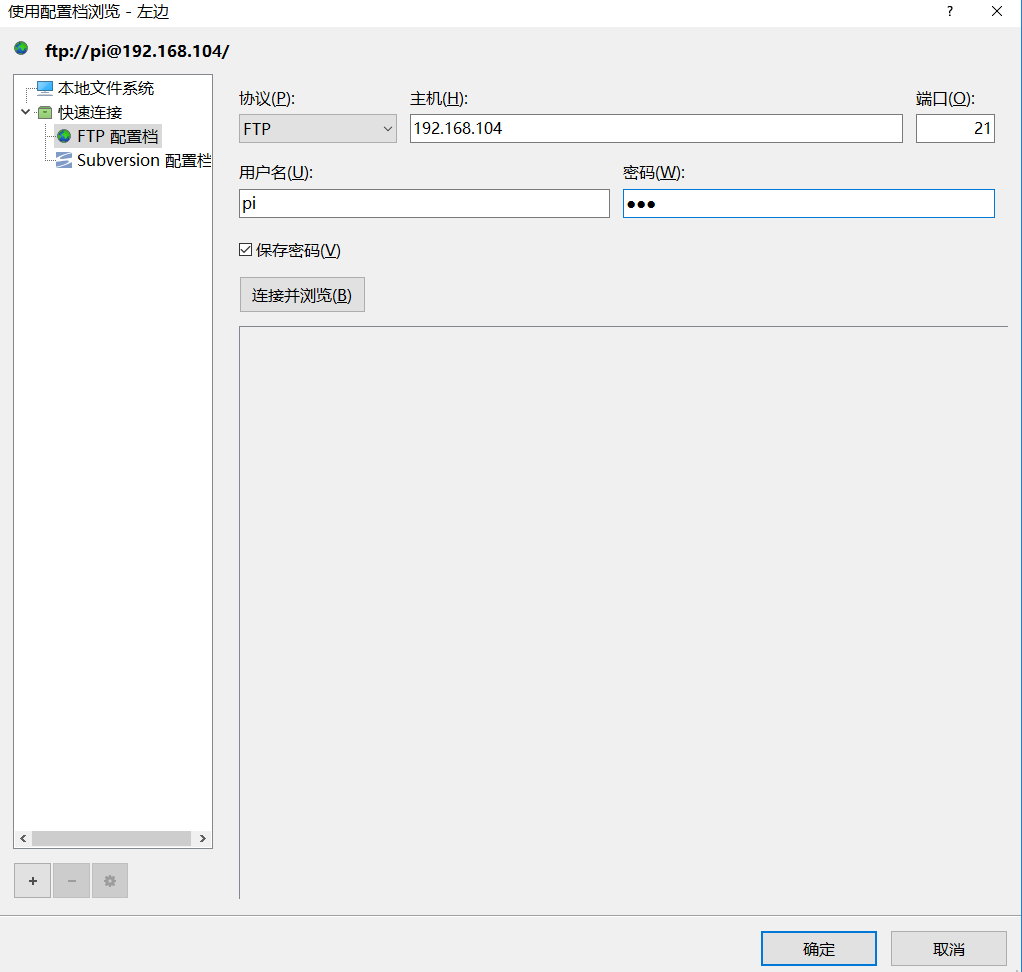 使用配置档浏览 - 左边
?
ftp://pi@192.168.104/
本地文件系统
快速连接
FTP 配置档
Subversion 配置档
协议(P):
主机(H):
端口(O):
FTP
192.168.104
21
用户名(U):
密码(W):
pi
●●●
保存密码(V)
连接并浏览(B)
确定
取消